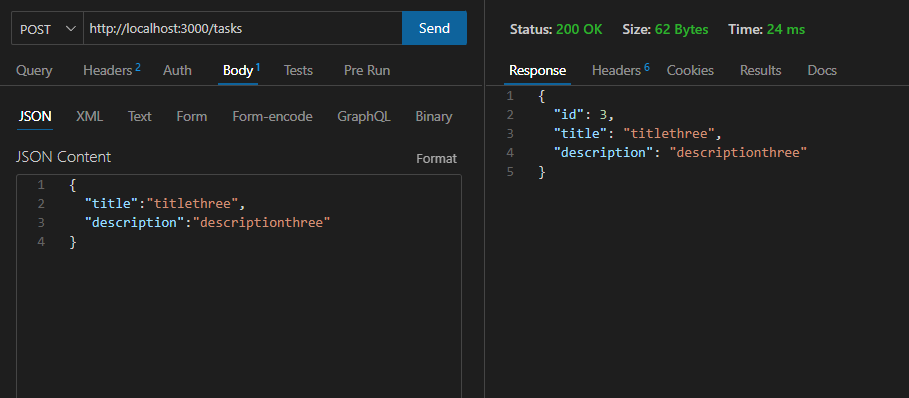 POST http://localhost:3000/tasks Send
Query Headers 2 Auth Body 1 Tests Pre Run
JSON XML Text Form Form-encode GraphQL Binary
JSON Content Format
1 {
2 "title":"titlethree",
3 "description":"descriptionthree"
4 }
Status: 200 OK Size: 62 Bytes Time: 24 ms
Response Headers 6 Cookies Results Docs
1 {
2 "id": 3,
3 "title": "titlethree",
4 "description": "descriptionthree"
5 }